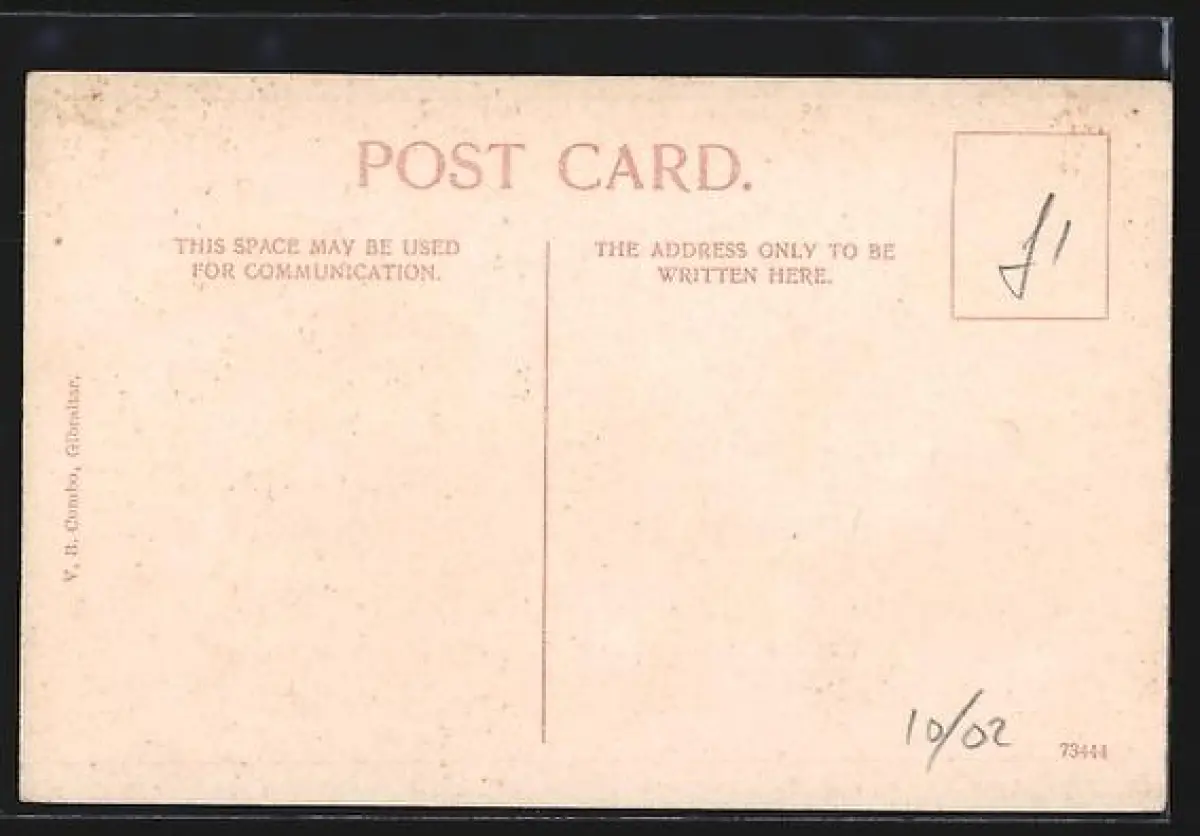 POST CARD.
THIS SPACE MAY BE USED
FOR COMMUNICATION.
THE ADDRESS ONLY TO BE
WRITTEN HERE.
V. B. Cumbo, Gibraltar.
10/02
73444